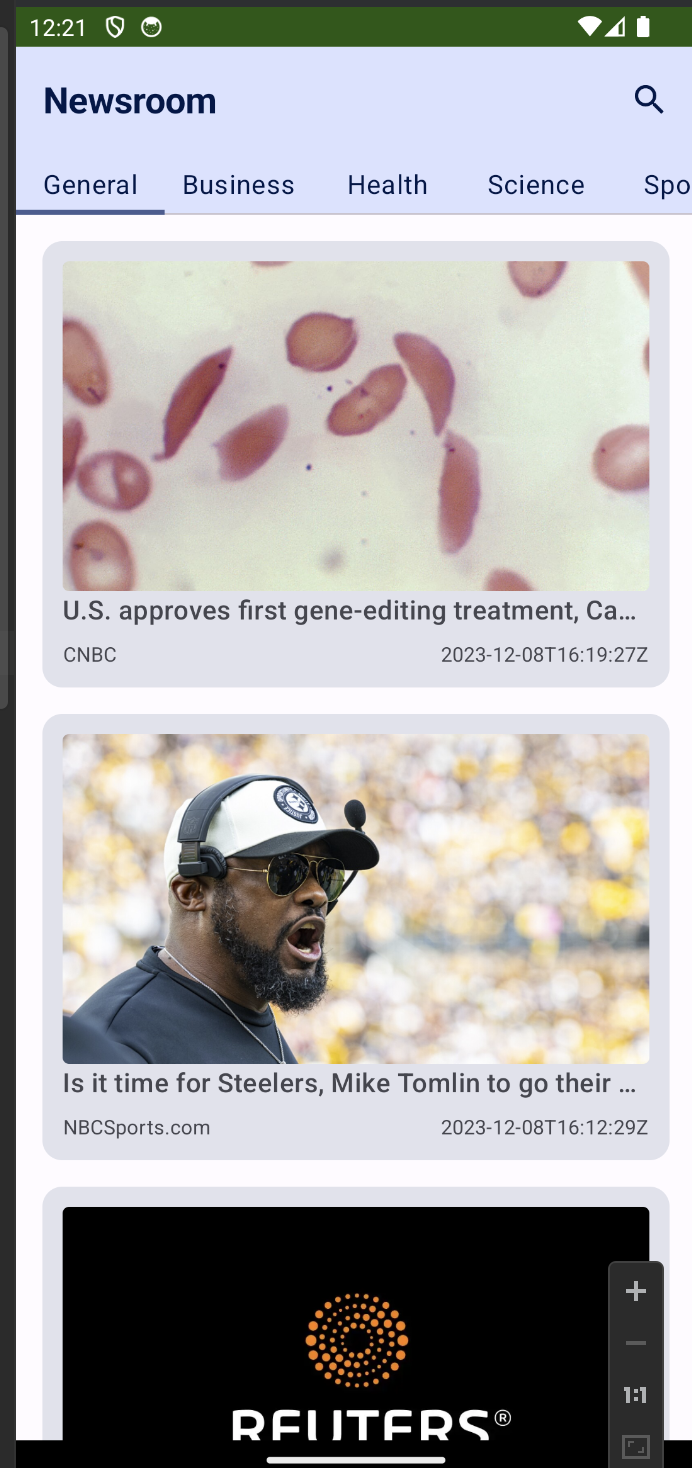 12:21
Newsroom
General Business Health Science Spo
U.S. approves first gene-editing treatment, Ca...
CNBC 2023-12-08T16:19:27Z
Is it time for Steelers, Mike Tomlin to go their ...
NBCSports.com 2023-12-08T16:12:29Z
REUTERS®
1:1